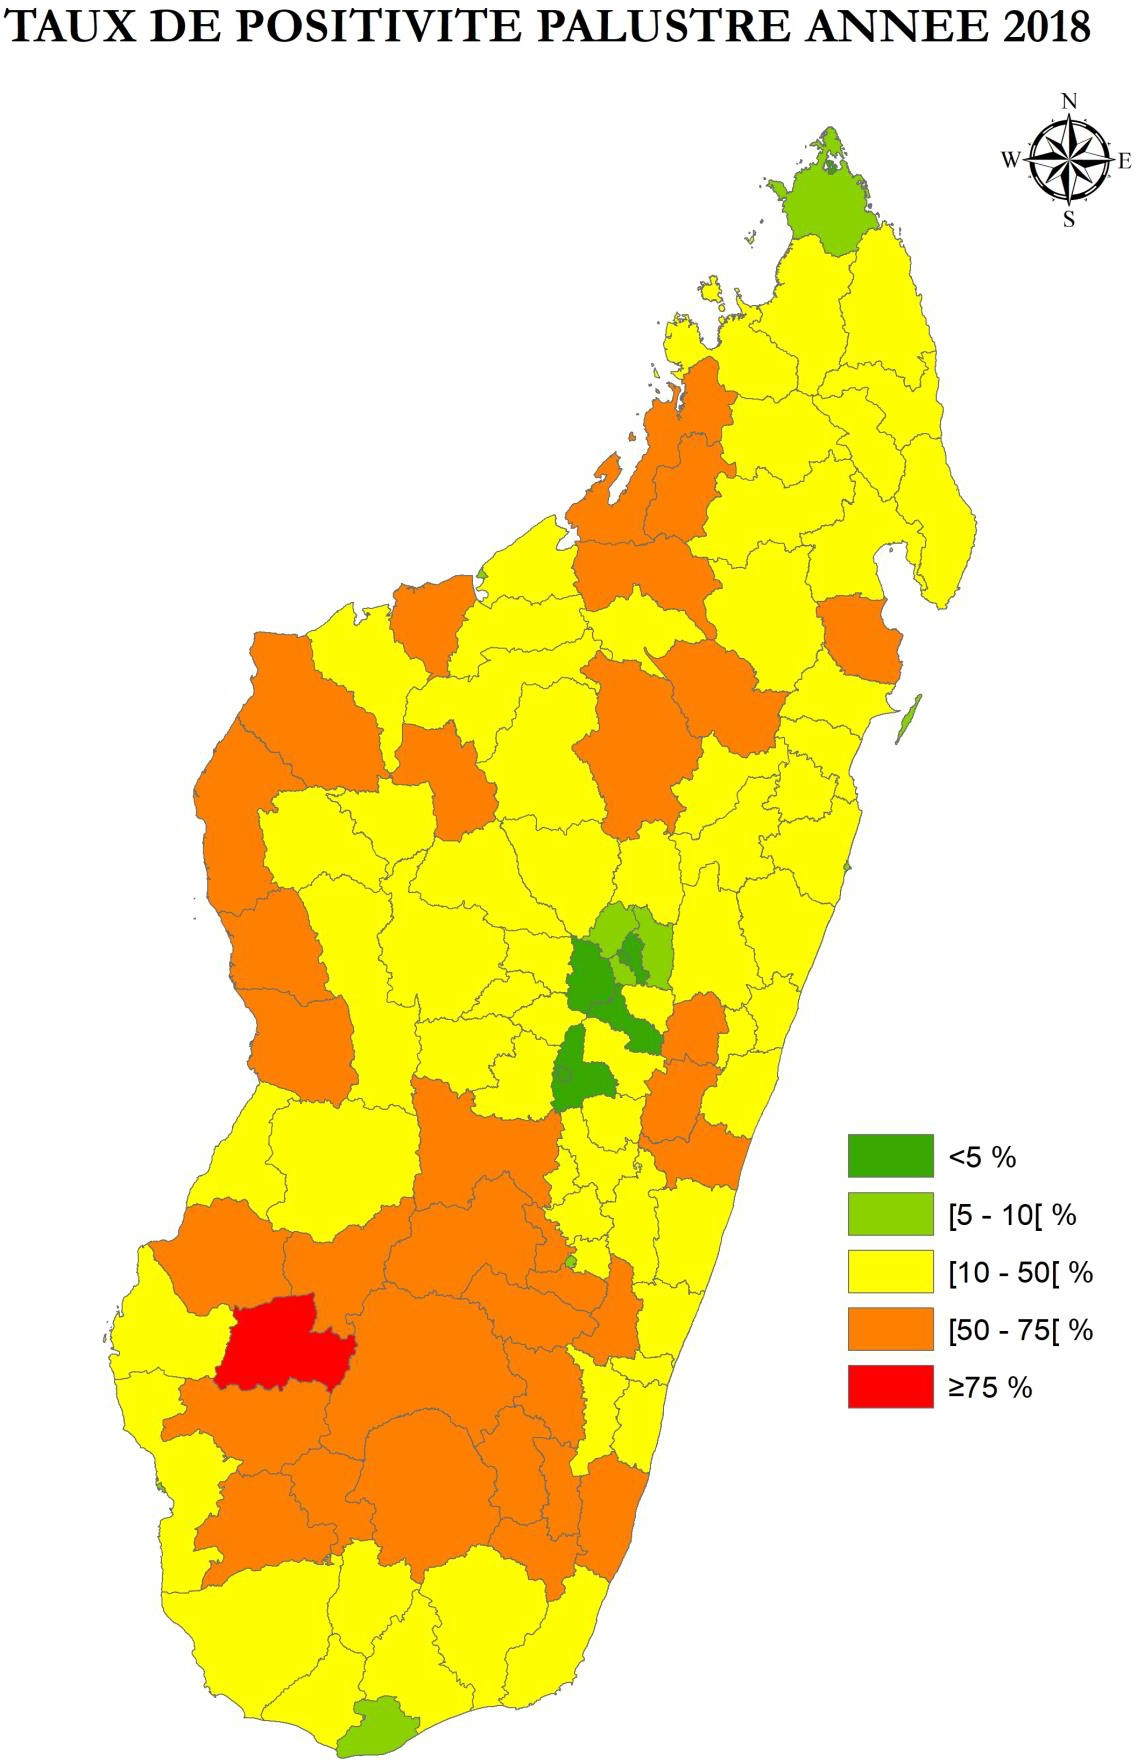 TAUX DE POSITIVITE PALUSTRE ANNEE 2018
N
W E
S
<5 %
[5 - 10[ %
[10 - 50[ %
[50 - 75[ %
≥75 %